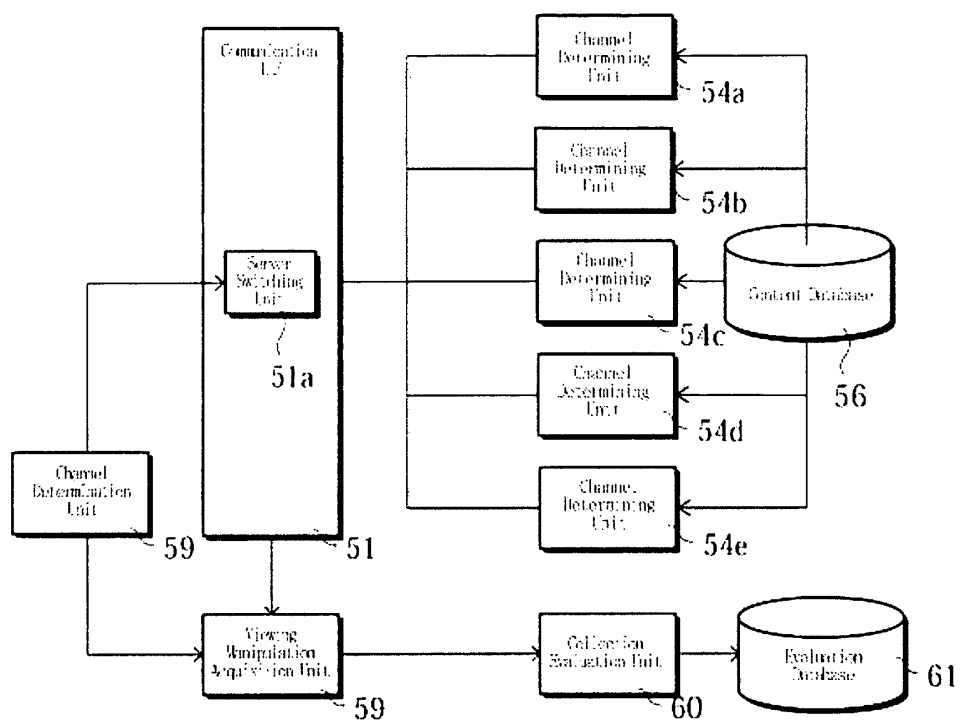 Communication
I/F
Server
Switching
Unit
51a
51
Channel
Determining
Unit
54a
Channel
Determining
Unit
54b
Channel
Determining
Unit
54c
Channel
Determining
Unit
54d
Channel
Determining
Unit
54e
Content Database
56
Channel
Determination
Unit
59
Viewing
Manipulation
Acquisition Unit
59
Collection
Evaluation Unit
60
Evaluation
Database
61